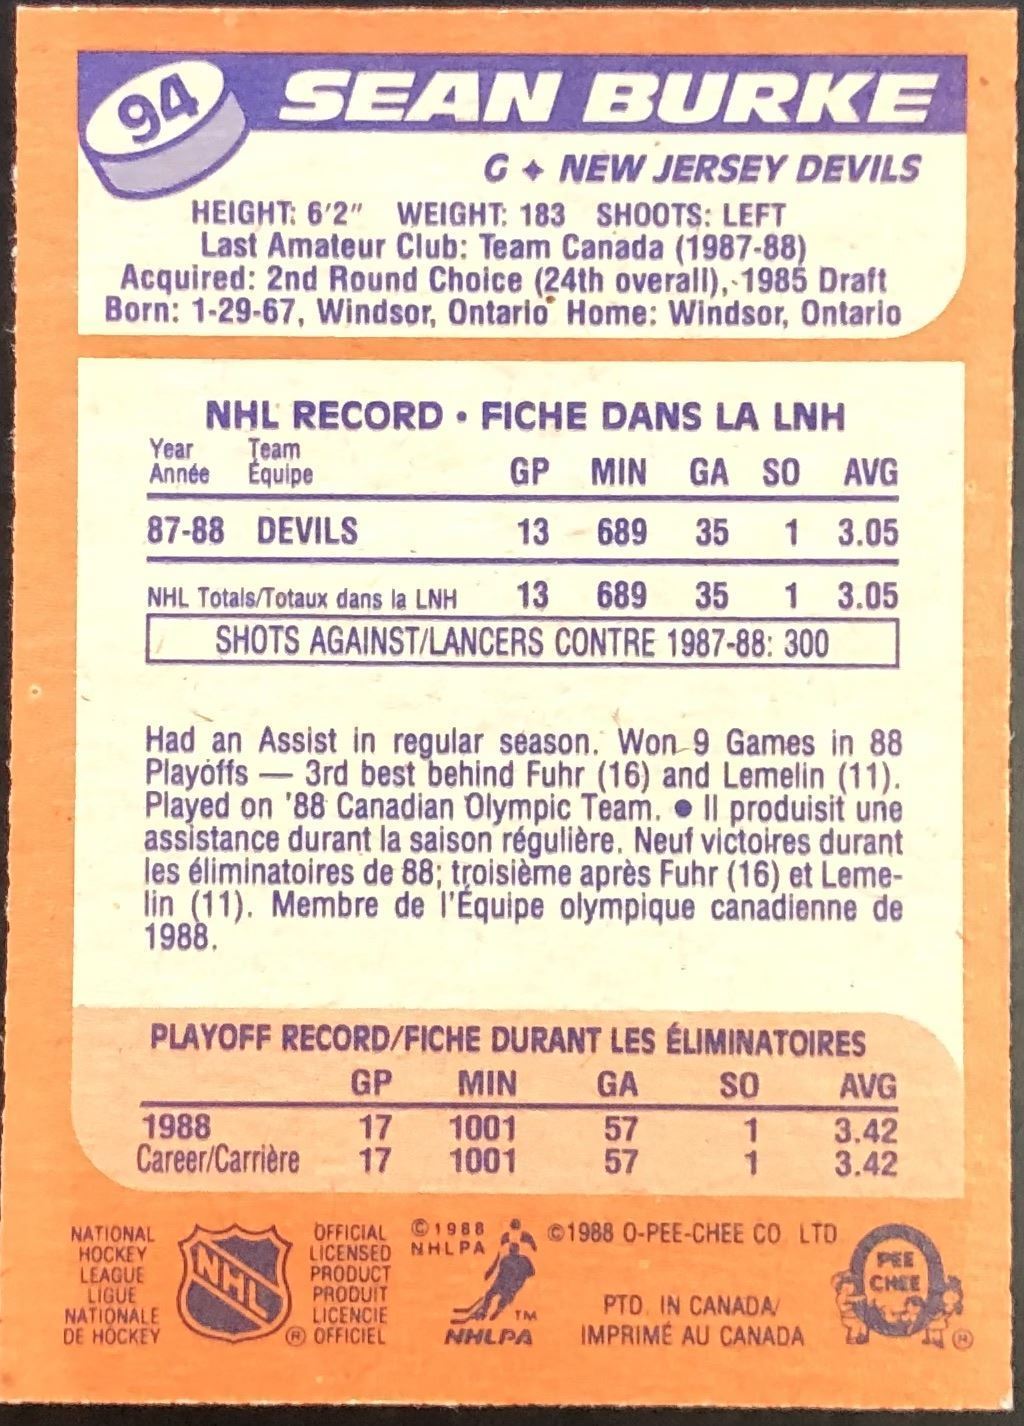 94
SEAN BURKE
G ✦ NEW JERSEY DEVILS
HEIGHT: 6'2" WEIGHT: 183 SHOOTS: LEFT
Last Amateur Club: Team Canada (1987-88)
Acquired: 2nd Round Choice (24th overall), 1985 Draft
Born: 1-29-67, Windsor, Ontario Home: Windsor, Ontario
NHL RECORD • FICHE DANS LA LNH
Year Team
Année Équipe GP MIN GA SO AVG
87-88 DEVILS 13 689 35 1 3.05
NHL Totals/Totaux dans la LNH 13 689 35 1 3.05
SHOTS AGAINST/LANCERS CONTRE 1987-88: 300
Had an Assist in regular season. Won 9 Games in 88
Playoffs — 3rd best behind Fuhr (16) and Lemelin (11).
Played on '88 Canadian Olympic Team. ● Il produisit une
assistance durant la saison régulière. Neuf victoires durant
les éliminatoires de 88; troisième après Fuhr (16) et Leme-
lin (11). Membre de l'Équipe olympique canadienne de
1988.
PLAYOFF RECORD/FICHE DURANT LES ÉLIMINATOIRES
GP MIN GA SO AVG
1988 17 1001 57 1 3.42
Career/Carrière 17 1001 57 1 3.42
NATIONAL
HOCKEY
LEAGUE
LIGUE
NATIONALE
DE HOCKEY
NHL
®
OFFICIAL
LICENSED
PRODUCT
PRODUIT
LICENCIE
OFFICIEL
©1988
NHLPA
TM
NHLPA
©1988 O-PEE-CHEE CO LTD
PTD. IN CANADA/
IMPRIMÉ AU CANADA
PEE
CHEE
®